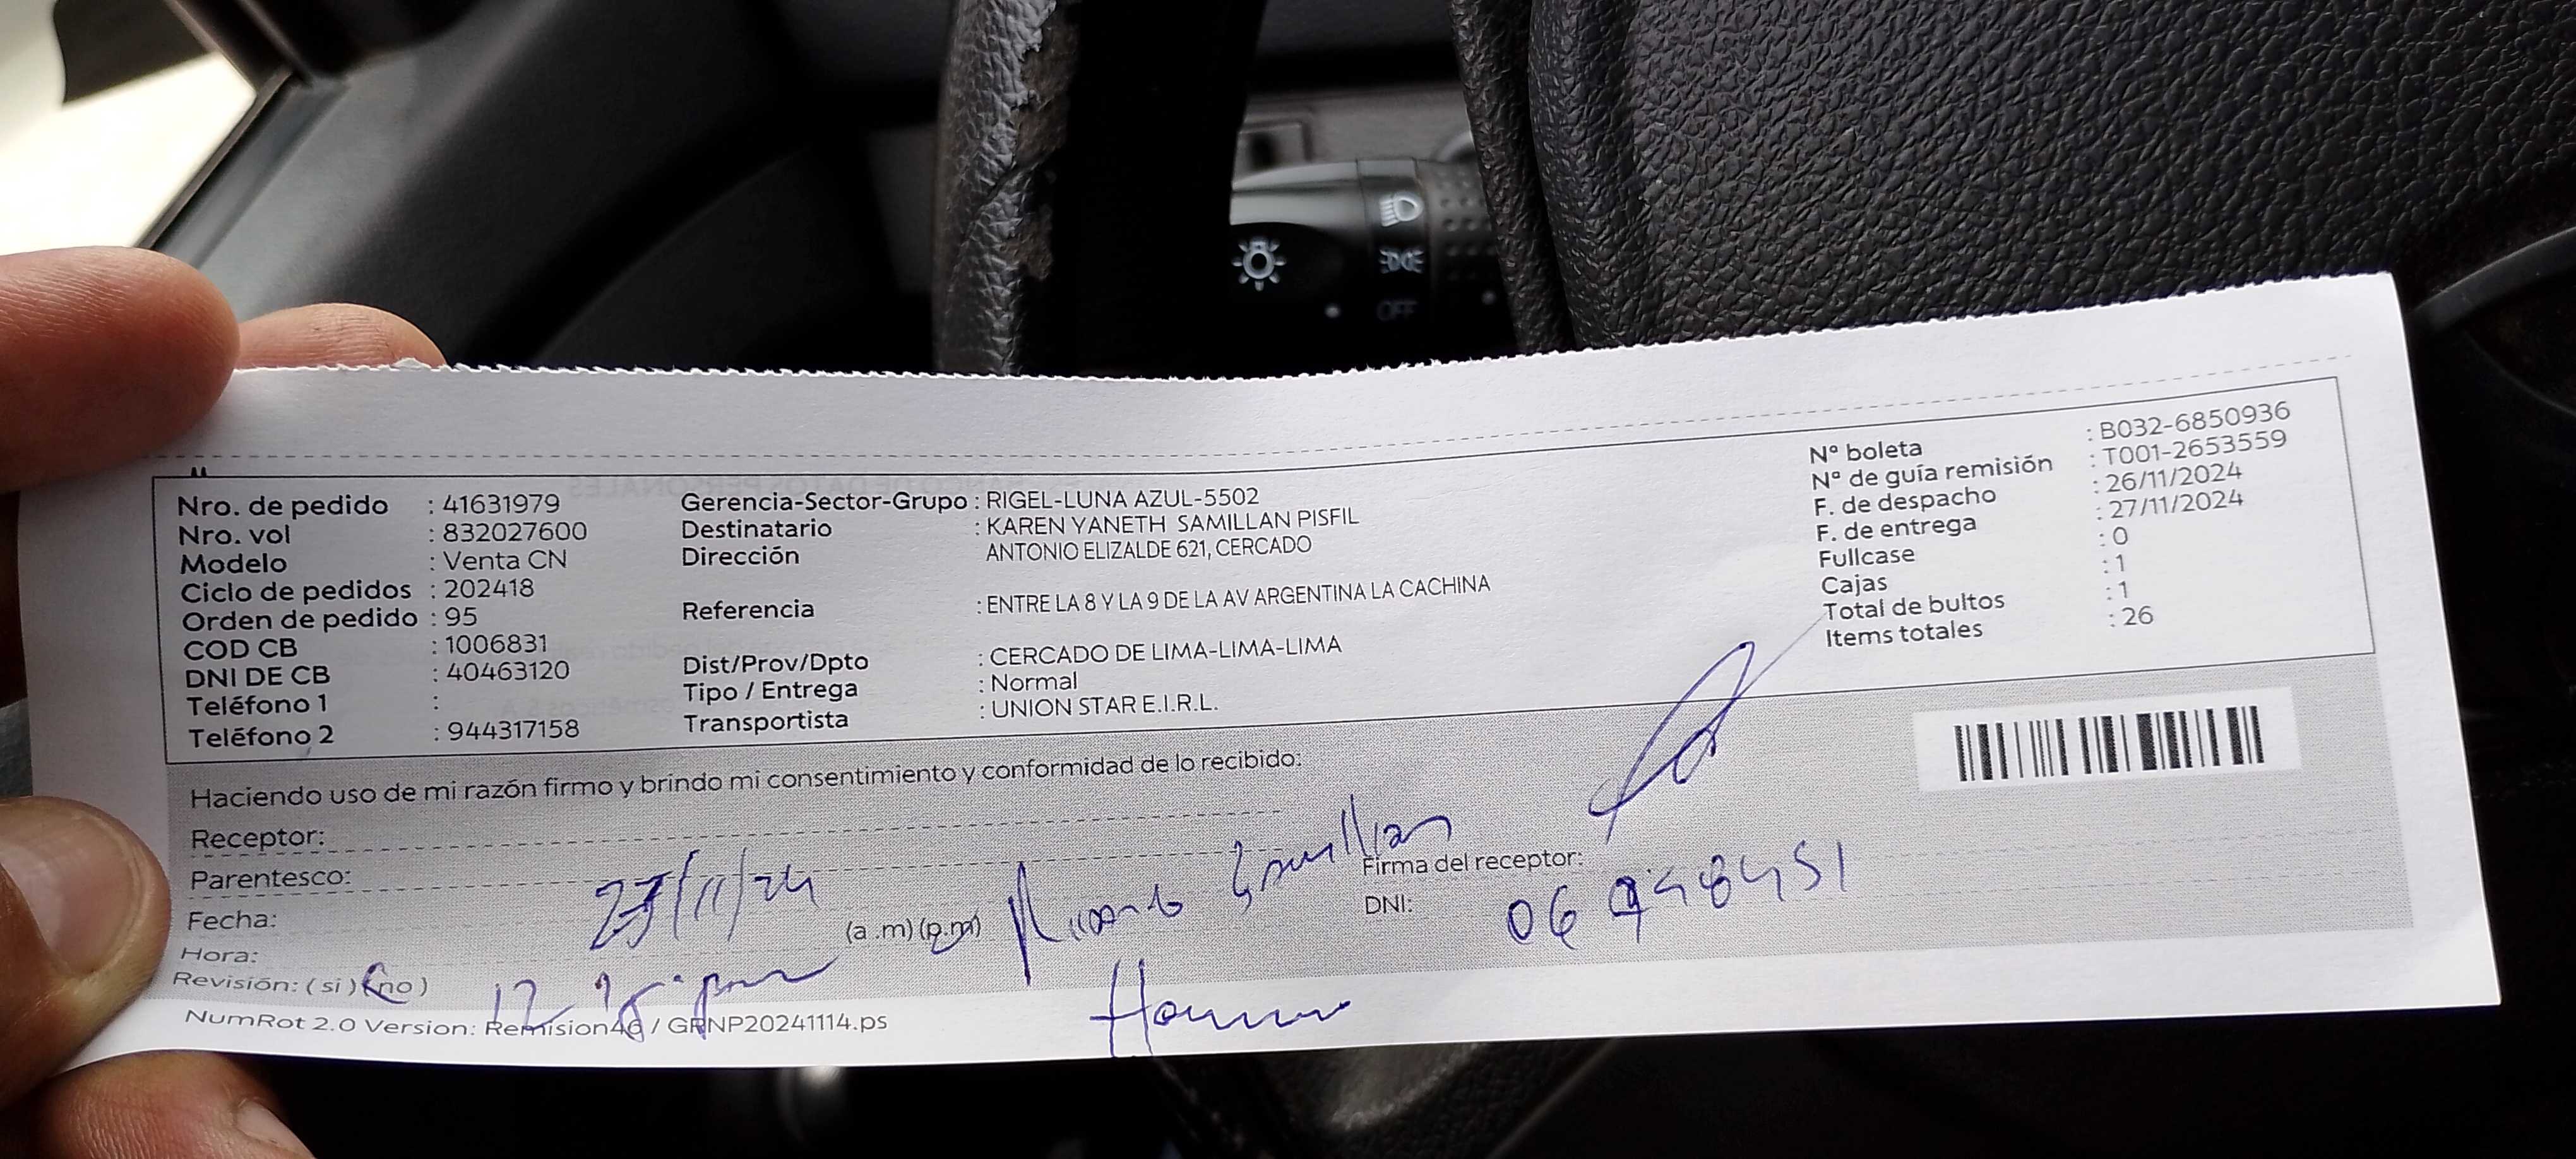 Nro. de pedido : 41631979
Nro. vol : 832027600
Modelo : Venta CN
Ciclo de pedidos : 202418
Orden de pedido : 95
COD CB : 1006831
DNI DE CB : 40463120
Teléfono 1 :
Teléfono 2 : 944317158
Gerencia-Sector-Grupo : RIGEL-LUNA AZUL-5502
Destinatario : KAREN YANETH SAMILLAN PISFIL
Dirección ANTONIO ELIZALDE 621, CERCADO
Referencia : ENTRE LA 8 Y LA 9 DE LA AV ARGENTINA LA CACHINA
Dist/Prov/Dpto : CERCADO DE LIMA-LIMA-LIMA
Tipo / Entrega : Normal
Transportista : UNION STAR E.I.R.L.
Nº boleta : B032-6850936
Nª de guía remisión : T001-2653559
F. de despacho : 26/11/2024
F. de entrega : 27/11/2024
Fullcase : 0
Cajas : 1
Total de bultos : 1
Items totales : 26
Haciendo uso de mi razón firmo y brindo mi consentimiento y conformidad de lo recibido:
Receptor:
Parentesco:
Fecha: 27/11/24
(a .m) (p.m)
Hora:
Revisión: ( si ) (no )
Ricardo Samillan
Firma del receptor:
DNI:
NumRot 2.0 Version: Remision46 / GRNP20241114.ps
OFF